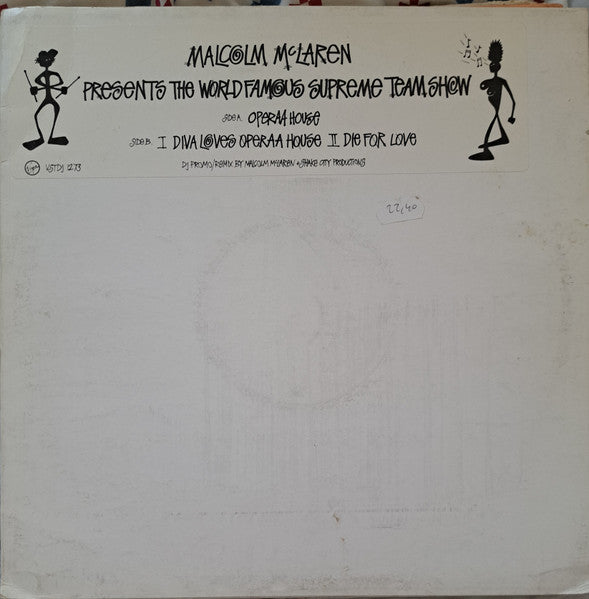 MALCOLM McLAREN
PRESENTS THE WORLD FAMOUS SUPREME TEAM SHOW
SIDE A. OPERAA HOUSE
SIDE B. I DIVA LOVES OPERAA HOUSE II DIE FOR LOVE
DJ PROMO/REMIX BY MALCOLM McLAREN + SHAKE CITY PRODUCTIONS
Virgin VSTDJ 1273
22,40